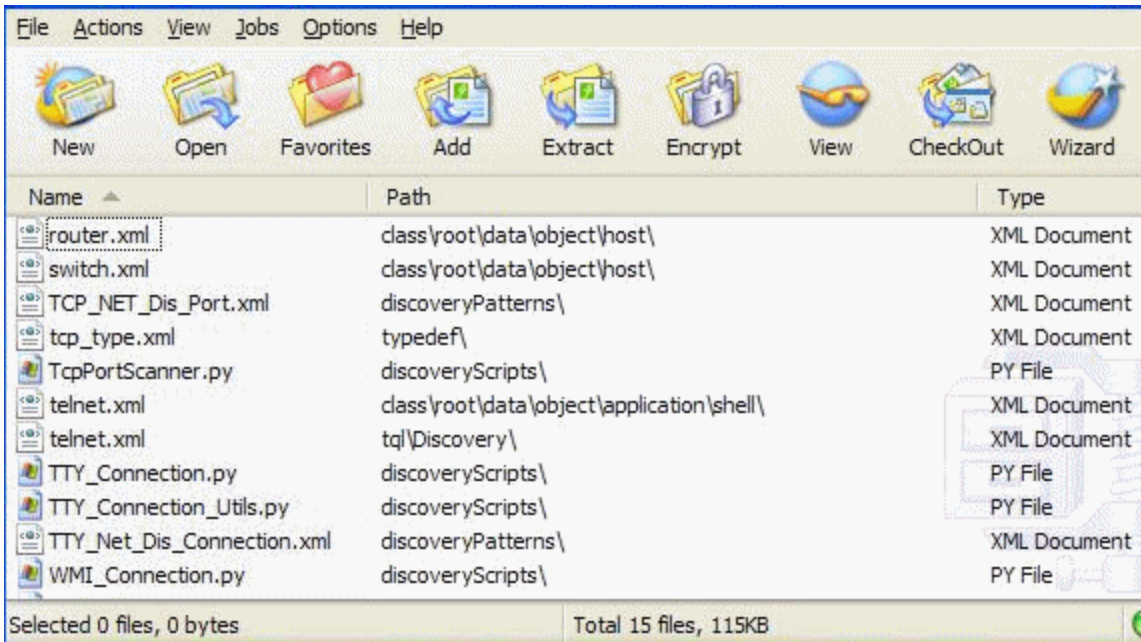 File Actions View Jobs Options Help
New Open Favorites Add Extract Encrypt View CheckOut Wizard
Name Path Type
router.xml class\root\data\object\host\ XML Document
switch.xml class\root\data\object\host\ XML Document
TCP_NET_Dis_Port.xml discoveryPatterns\ XML Document
tcp_type.xml typedef\ XML Document
TcpPortScanner.py discoveryScripts\ PY File
telnet.xml class\root\data\object\application\shell\ XML Document
telnet.xml tql\Discovery\ XML Document
TTY_Connection.py discoveryScripts\ PY File
TTY_Connection_Utils.py discoveryScripts\ PY File
TTY_Net_Dis_Connection.xml discoveryPatterns\ XML Document
WMI_Connection.py discoveryScripts\ PY File
Selected 0 files, 0 bytes Total 15 files, 115KB